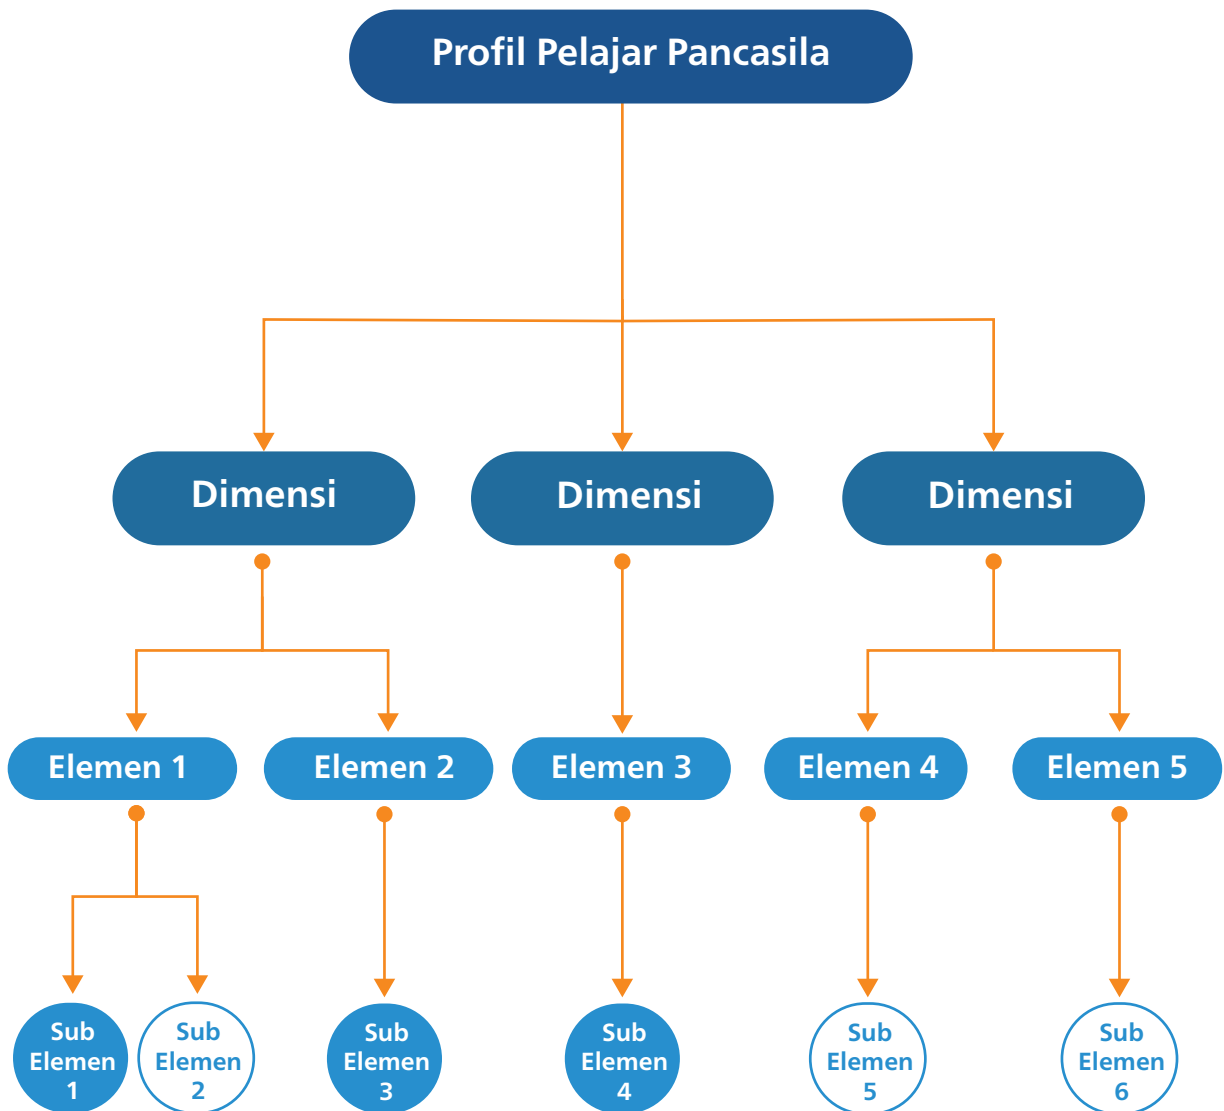 Profil Pelajar Pancasila
Dimensi
Dimensi
Dimensi
Elemen 1
Elemen 2
Elemen 3
Elemen 4
Elemen 5
Sub
Elemen
1
Sub
Elemen
2
Sub
Elemen
3
Sub
Elemen
4
Sub
Elemen
5
Sub
Elemen
6